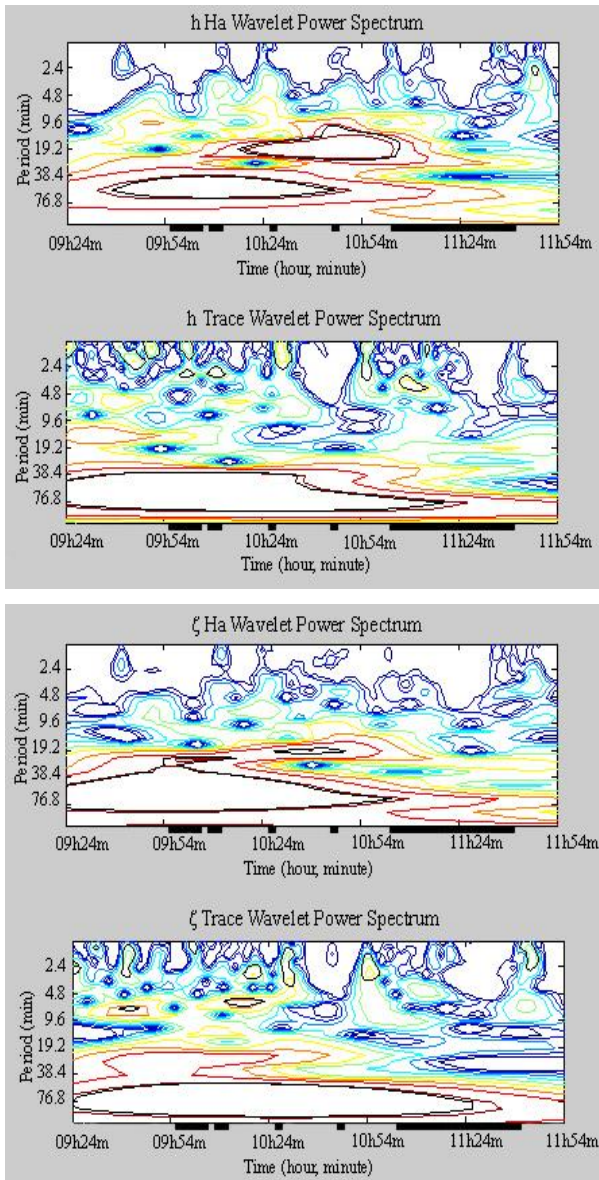 h Ha Wavelet Power Spectrum
Period (min)
2.4
4.8
9.6
19.2
38.4
76.8
09h24m 09h54m 10h24m 10h54m 11h24m 11h54m
Time (hour, minute)
h Trace Wavelet Power Spectrum
Period (min)
2.4
4.8
9.6
19.2
38.4
76.8
09h24m 09h54m 10h24m 10h54m 11h24m 11h54m
Time (hour, minute)
ζ Ha Wavelet Power Spectrum
Period (min)
2.4
4.8
9.6
19.2
38.4
76.8
09h24m 09h54m 10h24m 10h54m 11h24m 11h54m
Time (hour, minute)
ζ Trace Wavelet Power Spectrum
Period (min)
2.4
4.8
9.6
19.2
38.4
76.8
09h24m 09h54m 10h24m 10h54m 11h24m 11h54m
Time (hour, minute)